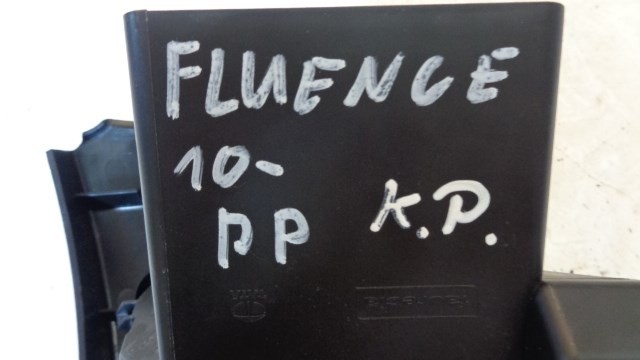 FLUENCE
10-
PP K.P.